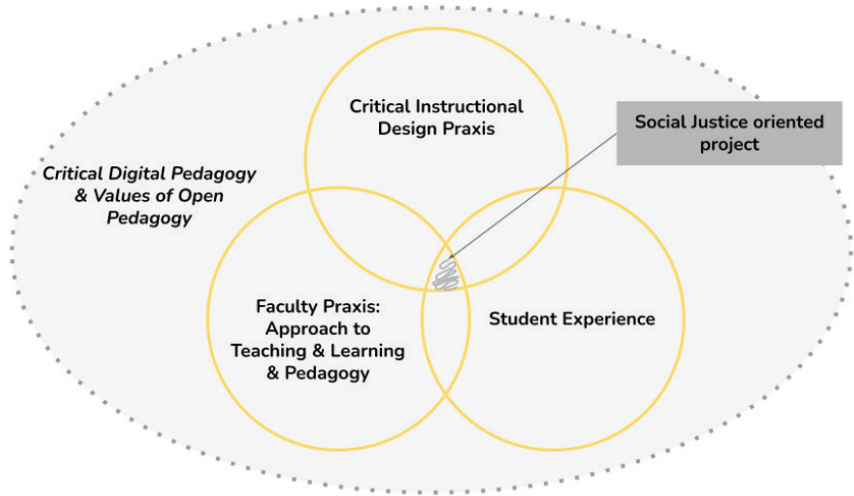 Critical Instructional
Design Praxis
Social Justice oriented
project
Critical Digital Pedagogy
& Values of Open
Pedagogy
Faculty Praxis:
Approach to
Teaching & Learning
& Pedagogy
Student Experience